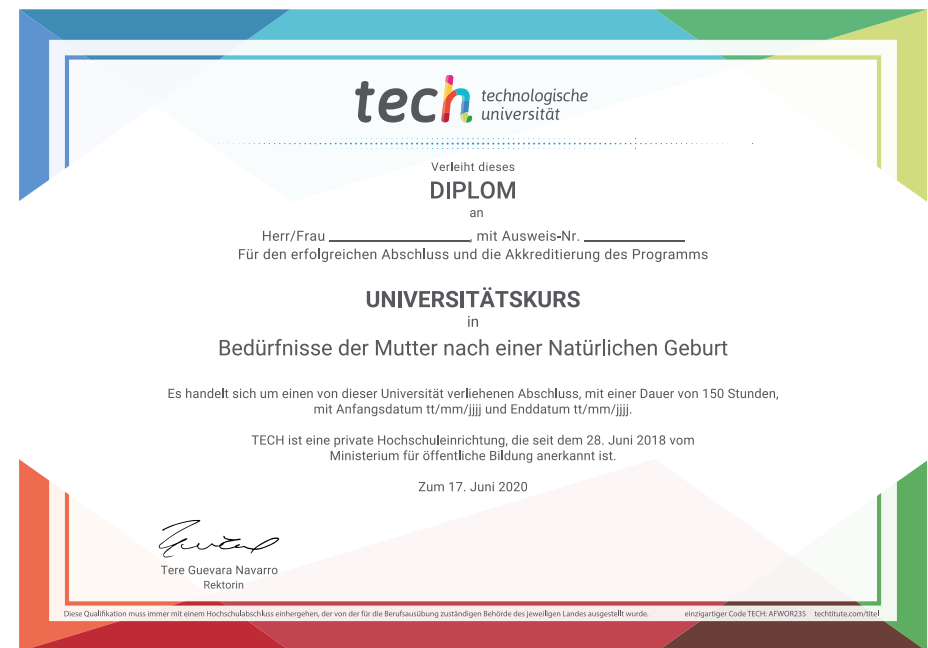 tech technologische
universität
Verleiht dieses
DIPLOM
an
Herr/Frau ____________________, mit Ausweis-Nr. ______________
Für den erfolgreichen Abschluss und die Akkreditierung des Programms
UNIVERSITÄTSKURS
in
Bedürfnisse der Mutter nach einer Natürlichen Geburt
Es handelt sich um einen von dieser Universität verliehenen Abschluss, mit einer Dauer von 150 Stunden,
mit Anfangsdatum tt/mm/jjjj und Enddatum tt/mm/jjjj.
TECH ist eine private Hochschuleinrichtung, die seit dem 28. Juni 2018 vom
Ministerium für öffentliche Bildung anerkannt ist.
Zum 17. Juni 2020
Tere Guevara Navarro
Rektorin
Diese Qualifikation muss immer mit einem Hochschulabschluss einhergehen, der von der für die Berufsausübung zuständigen Behörde des jeweiligen Landes ausgestellt wurde. einzigartiger Code TECH: AFWOR23S techtitute.com/titel